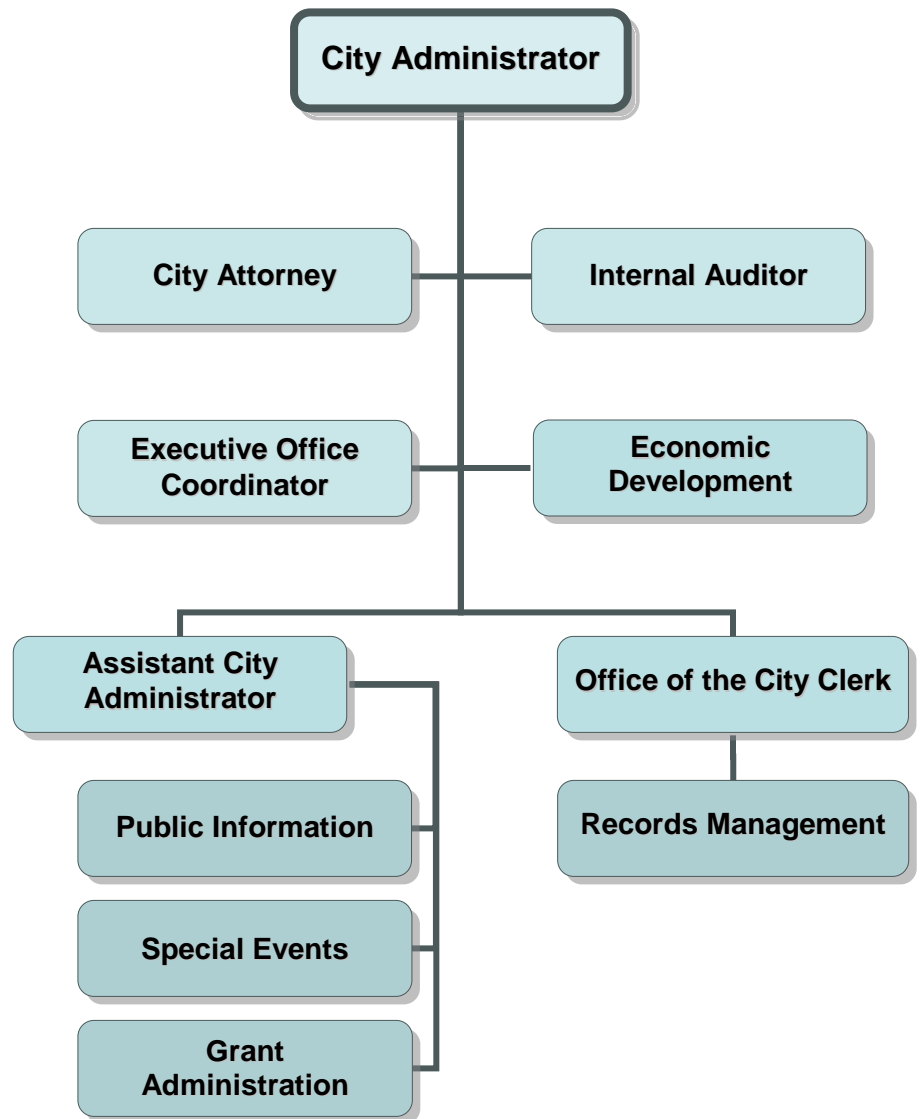 City Administrator
City Attorney
Internal Auditor
Executive Office
Coordinator
Economic
Development
Assistant City
Administrator
Office of the City Clerk
Public Information
Records Management
Special Events
Grant
Administration